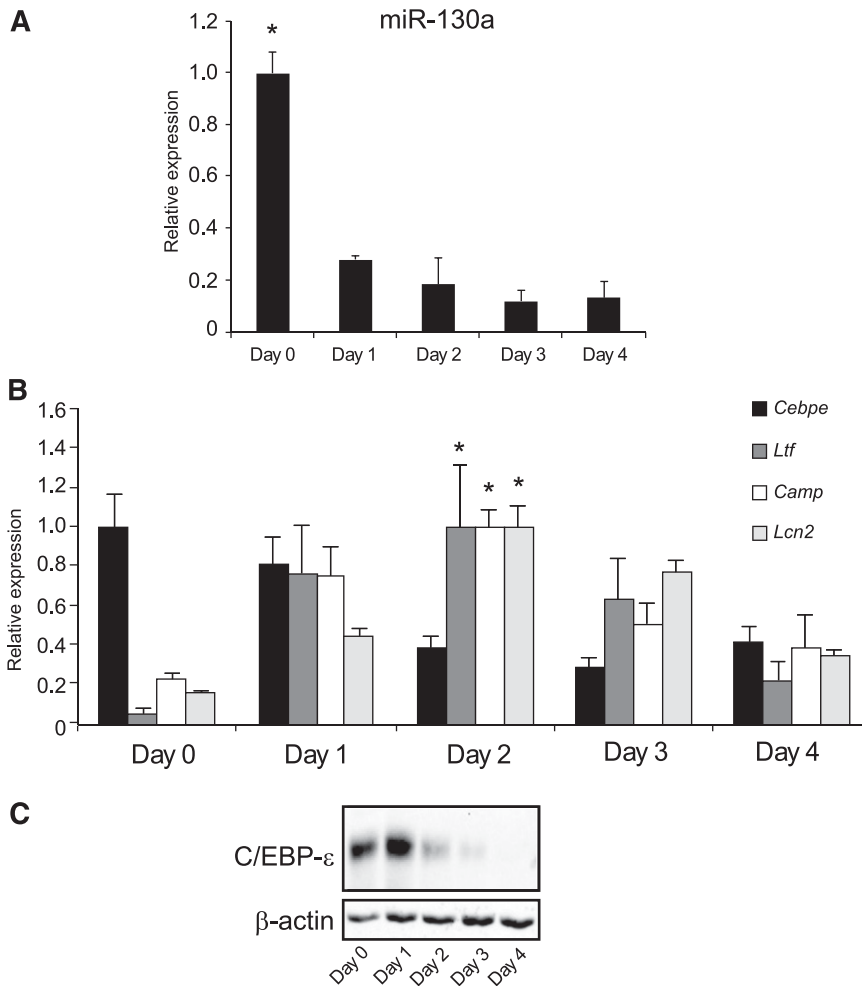 A
miR-130a
*
Relative expression
1.2
1.0
0.8
0.6
0.4
0.2
0
Day 0 Day 1 Day 2 Day 3 Day 4
B
Relative expression
1.6
1.4
1.2
1.0
0.8
0.6
0.4
0.2
0
* * *
Cebpe
Ltf
Camp
Lcn2
Day 0 Day 1 Day 2 Day 3 Day 4
C
C/EBP-ε
β-actin
Day 0 Day 1 Day 2 Day 3 Day 4